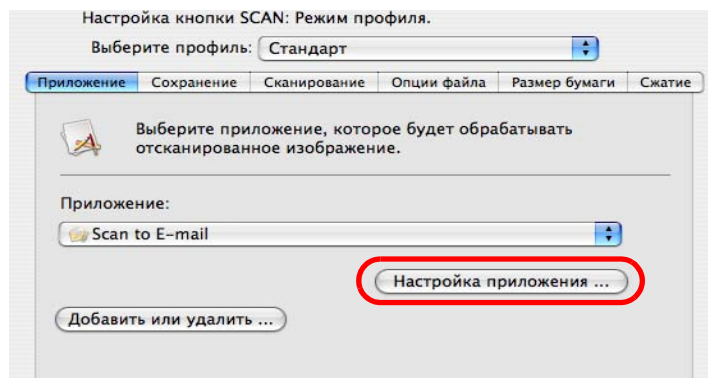 Настройка кнопки SCAN: Режим профиля.
Выберите профиль: Стандарт
Приложение Сохранение Сканирование Опции файла Размер бумаги Сжатие
Выберите приложение, которое будет обрабатывать
отсканированное изображение.
Приложение:
Scan to E-mail
Настройка приложения ...
Добавить или удалить ...